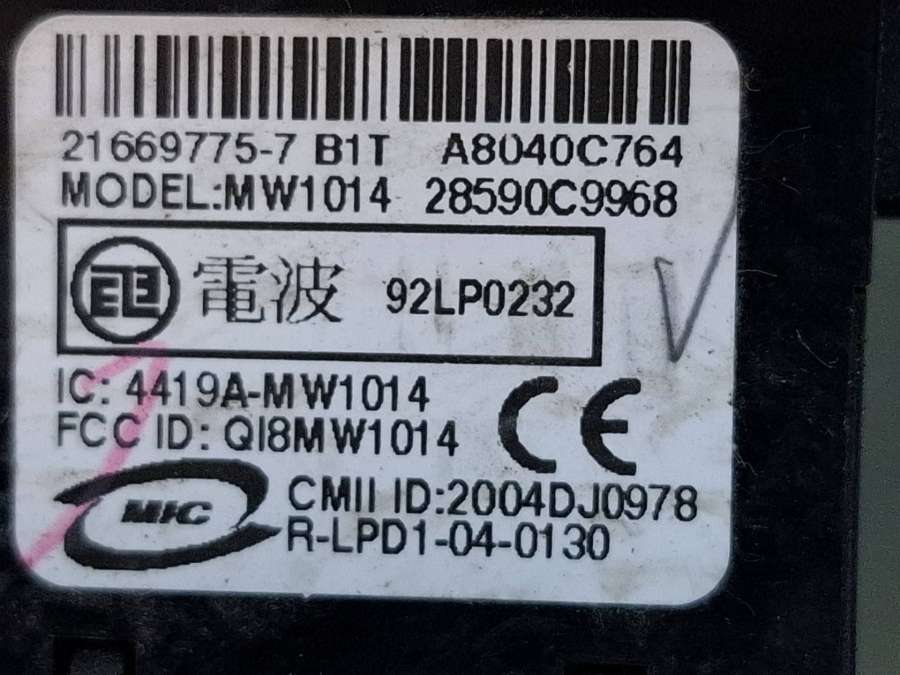 21669775-7 B1T A8040C764
MODEL:MW1014 28590C9968
電波 92LP0232
IC: 4419A-MW1014
FCC ID: QI8MW1014
CE
MIC
CMII ID:2004DJ0978
R-LPD1-04-0130